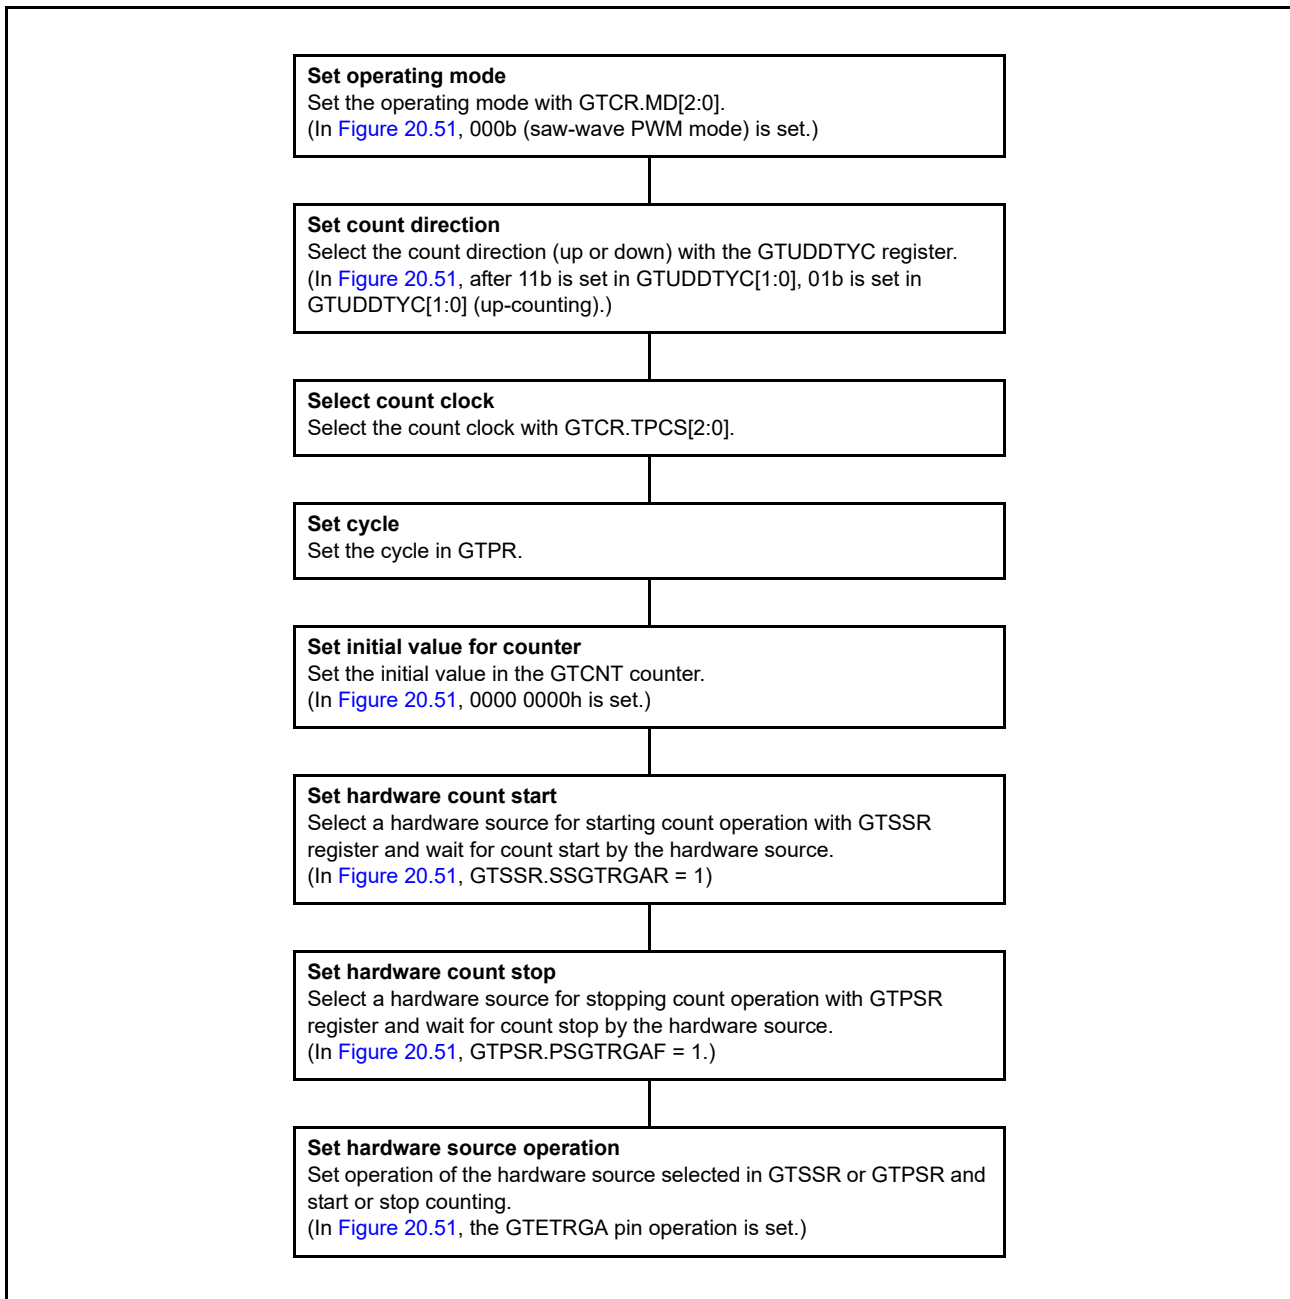 Set operating mode
Set the operating mode with GTCR.MD[2:0].
(In Figure 20.51, 000b (saw-wave PWM mode) is set.)
Set count direction
Select the count direction (up or down) with the GTUDDTYC register.
(In Figure 20.51, after 11b is set in GTUDDTYC[1:0], 01b is set in
GTUDDTYC[1:0] (up-counting).)
Select count clock
Select the count clock with GTCR.TPCS[2:0].
Set cycle
Set the cycle in GTPR.
Set initial value for counter
Set the initial value in the GTCNT counter.
(In Figure 20.51, 0000 0000h is set.)
Set hardware count start
Select a hardware source for starting count operation with GTSSR
register and wait for count start by the hardware source.
(In Figure 20.51, GTSSR.SSGTRGAR = 1)
Set hardware count stop
Select a hardware source for stopping count operation with GTPSR
register and wait for count stop by the hardware source.
(In Figure 20.51, GTPSR.PSGTRGAF = 1.)
Set hardware source operation
Set operation of the hardware source selected in GTSSR or GTPSR and
start or stop counting.
(In Figure 20.51, the GTETRGA pin operation is set.)